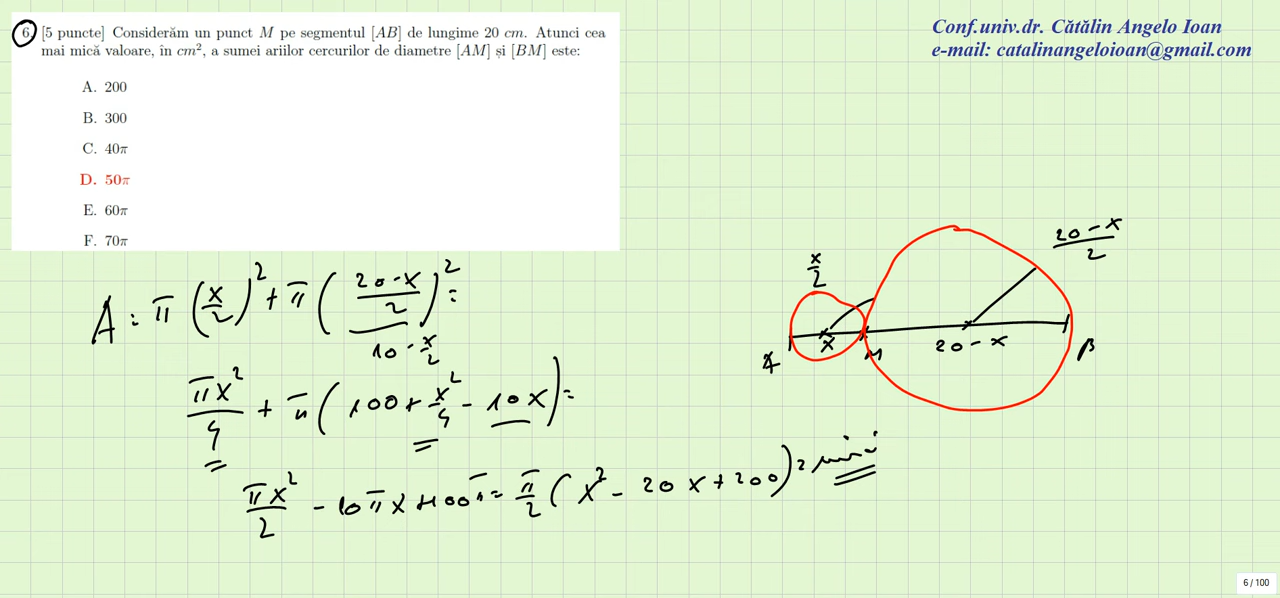 6. [5 puncte] Considerăm un punct M pe segmentul [AB] de lungime 20 cm. Atunci cea
mai mică valoare, în cm², a sumei ariilor cercurilor de diametre [AM] și [BM] este:
A. 200
B. 300
C. 40π
D. 50π
E. 60π
F. 70π
Conf.univ.dr. Cătălin Angelo Ioan
e-mail: catalinangeloioan@gmail.com
A = π (x/2)² + π ((20-x)/2)² =
10 - x/2
πx²/4 + π (100 + x²/4 - 10x) =
πx²/2 - 10πx + 100π = π/2 (x² - 20x + 200) = mini
x/2
(20-x)/2
A x M 20-x B
6 / 100